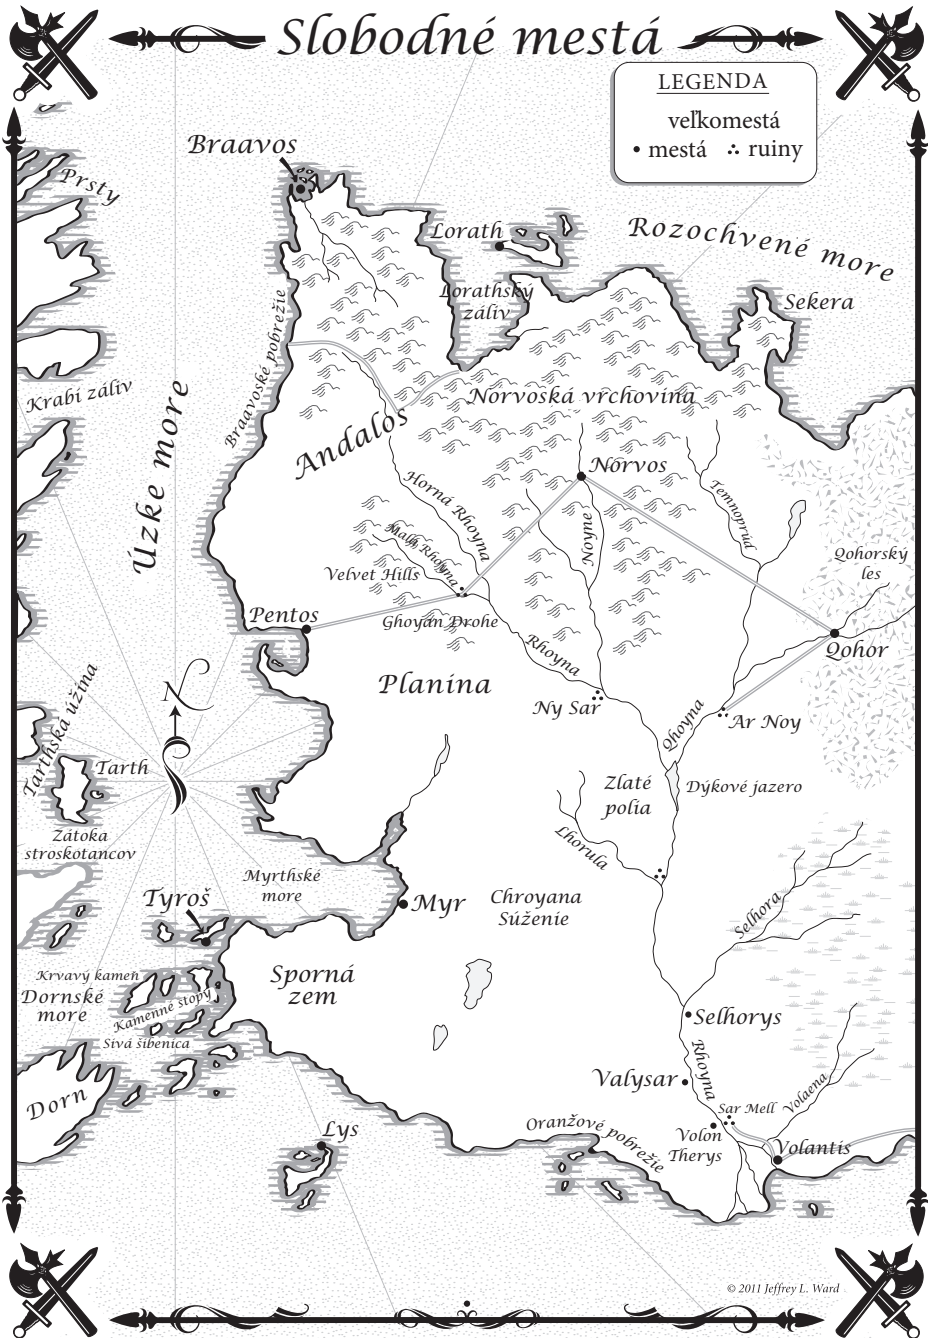 Slobodné mestá
LEGENDA
veľkomestá
mestá
ruiny
Braavos
Prsty
Lorath
Rozochvené more
Lorathský
záliv
Sekera
Braavoské pobrežie
Krabí záliv
Úzke more
Norvoská vrchovina
Andalos
Norvos
Horná Rhoyna
Temnoprúd
Noyne
Malá Rhoyna
Qohorský
les
Velvet Hills
Pentos
Ghoyan Drohe
Qohor
Rhoyna
Planina
N
Ny Sar
Qhoyna
Ar Noy
Tarthská úžina
Tarth
Zlaté
polia
Dýkové jazero
Zátoka
stroskotancov
Lhorula
Myrthské
more
Tyroš
Myr
Chroyana
Súženie
Selhora
Krvavý kameň
Dornské
more
Sporná
zem
Kamenné stopy
Sivá šibenica
Selhorys
Rhoyna
Valysar
Dorn
Sar Mell
Volaena
Lys
Oranžové pobrežie
Volon
Therys
Volantis
© 2011 Jeffrey L. Ward